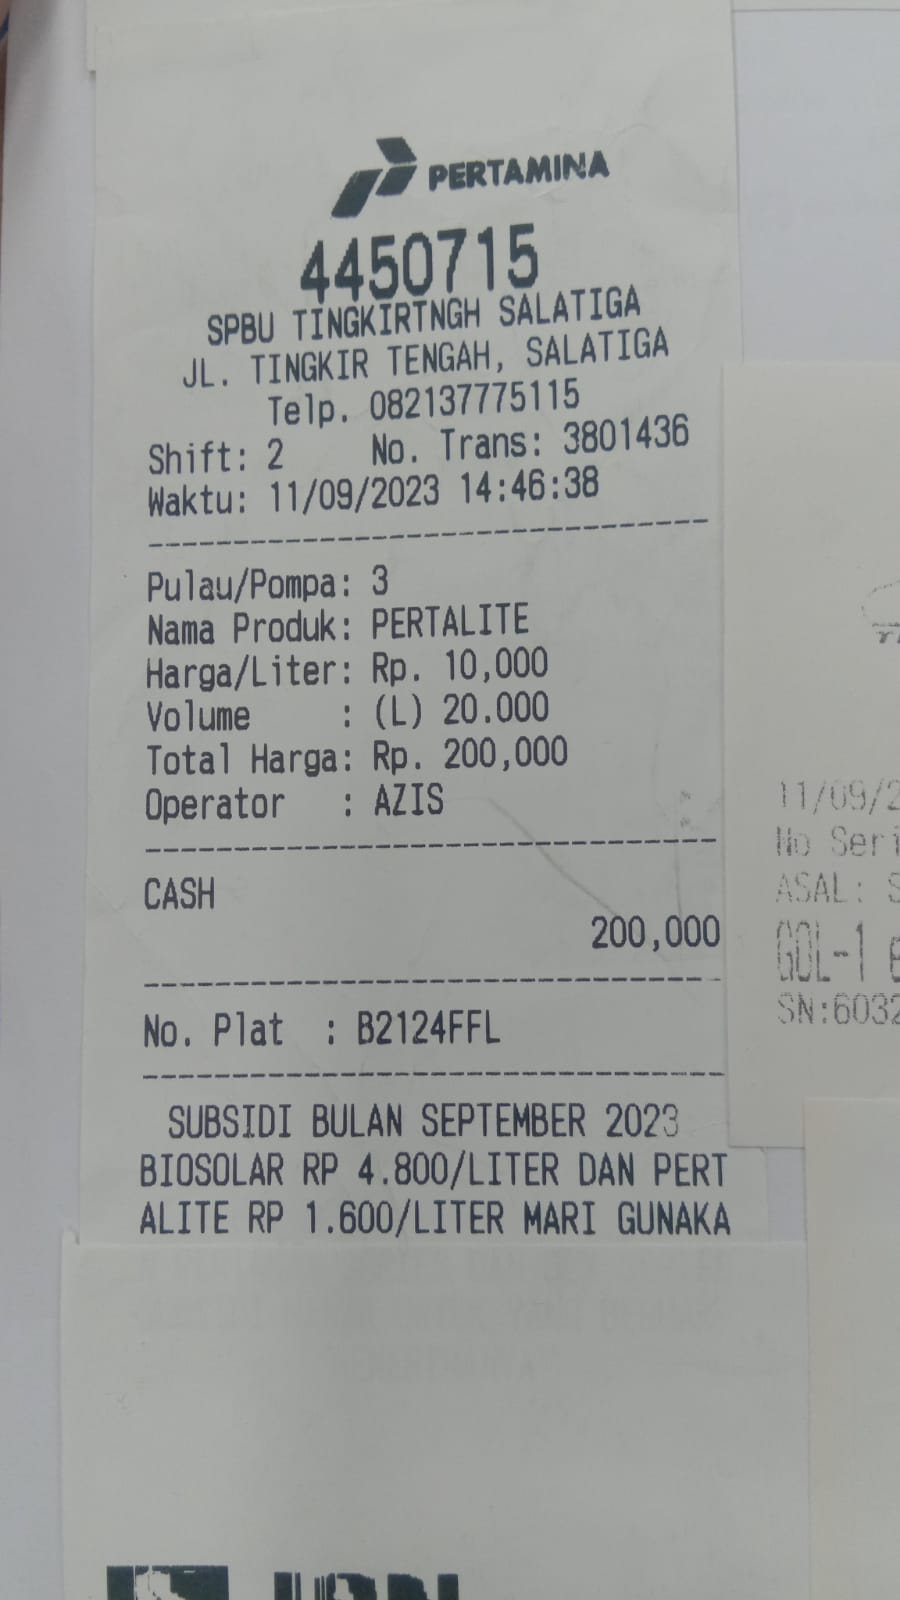 PERTAMINA
4450715
SPBU TINGKIRTNGH SALATIGA
JL. TINGKIR TENGAH, SALATIGA
Telp. 082137775115
Shift: 2 No. Trans: 3801436
Waktu: 11/09/2023 14:46:38
Pulau/Pompa: 3
Nama Produk: PERTALITE
Harga/Liter: Rp. 10,000
Volume : (L) 20.000
Total Harga: Rp. 200,000
Operator : AZIS
CASH
200,000
No. Plat : B2124FFL
SUBSIDI BULAN SEPTEMBER 2023
BIOSOLAR RP 4.800/LITER DAN PERT
ALITE RP 1.600/LITER MARI GUNAKA
11/09/2
No Seri
ASAL: S
GOL-1
SN:6032